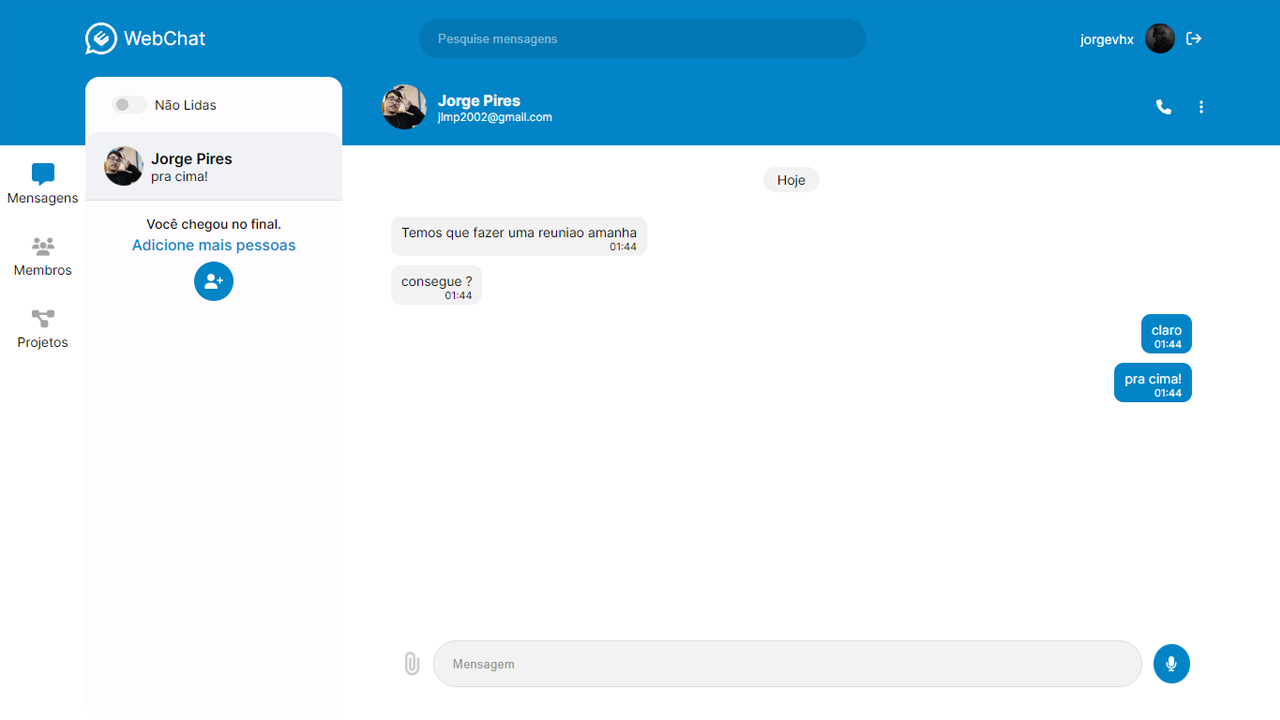 WebChat
Pesquise mensagens
jorgevhx
Não Lidas
Jorge Pires
jlmp2002@gmail.com
Mensagens
Membros
Projetos
Jorge Pires
pra cima!
Você chegou no final.
Adicione mais pessoas
Hoje
Temos que fazer uma reuniao amanha
01:44
consegue ?
01:44
claro
01:44
pra cima!
01:44
Mensagem